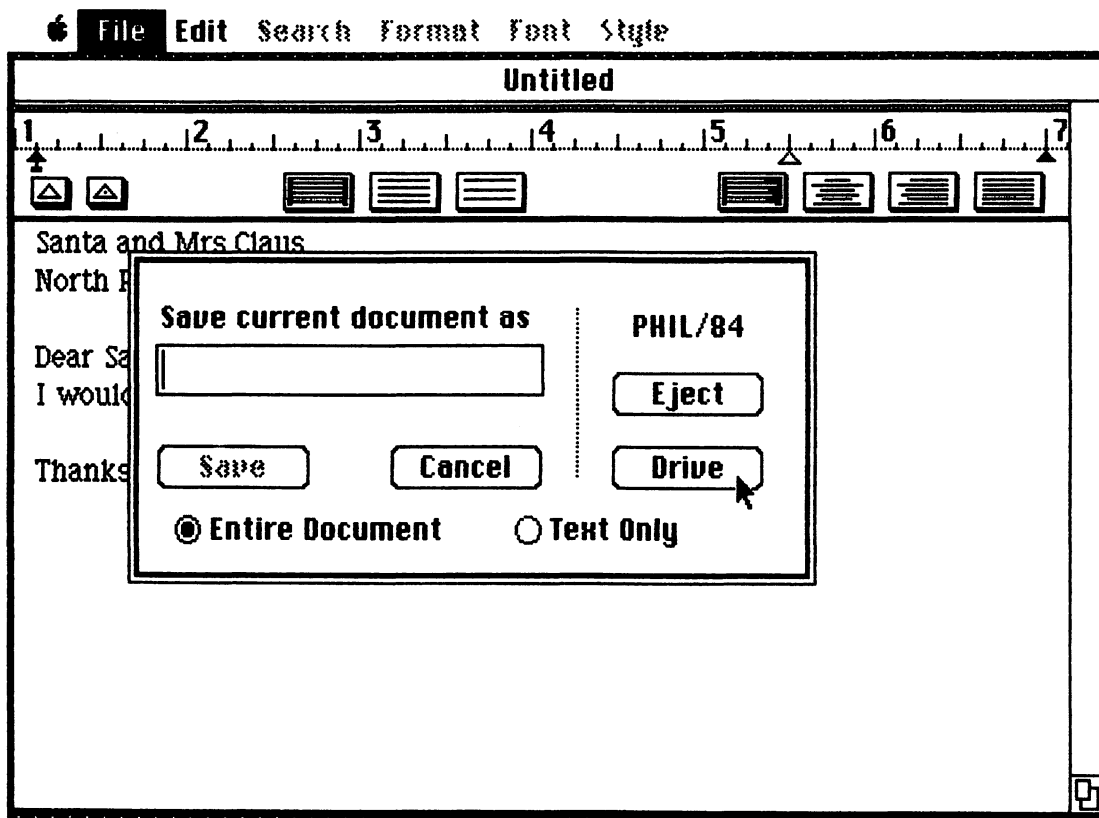 File Edit Search Format Font Style
Untitled
1 2 3 4 5 6 7
Santa and Mrs Claus
North
Dear
I would
Thanks
Save current document as
PHIL/84
Eject
Save Cancel Drive
Entire Document Text Only